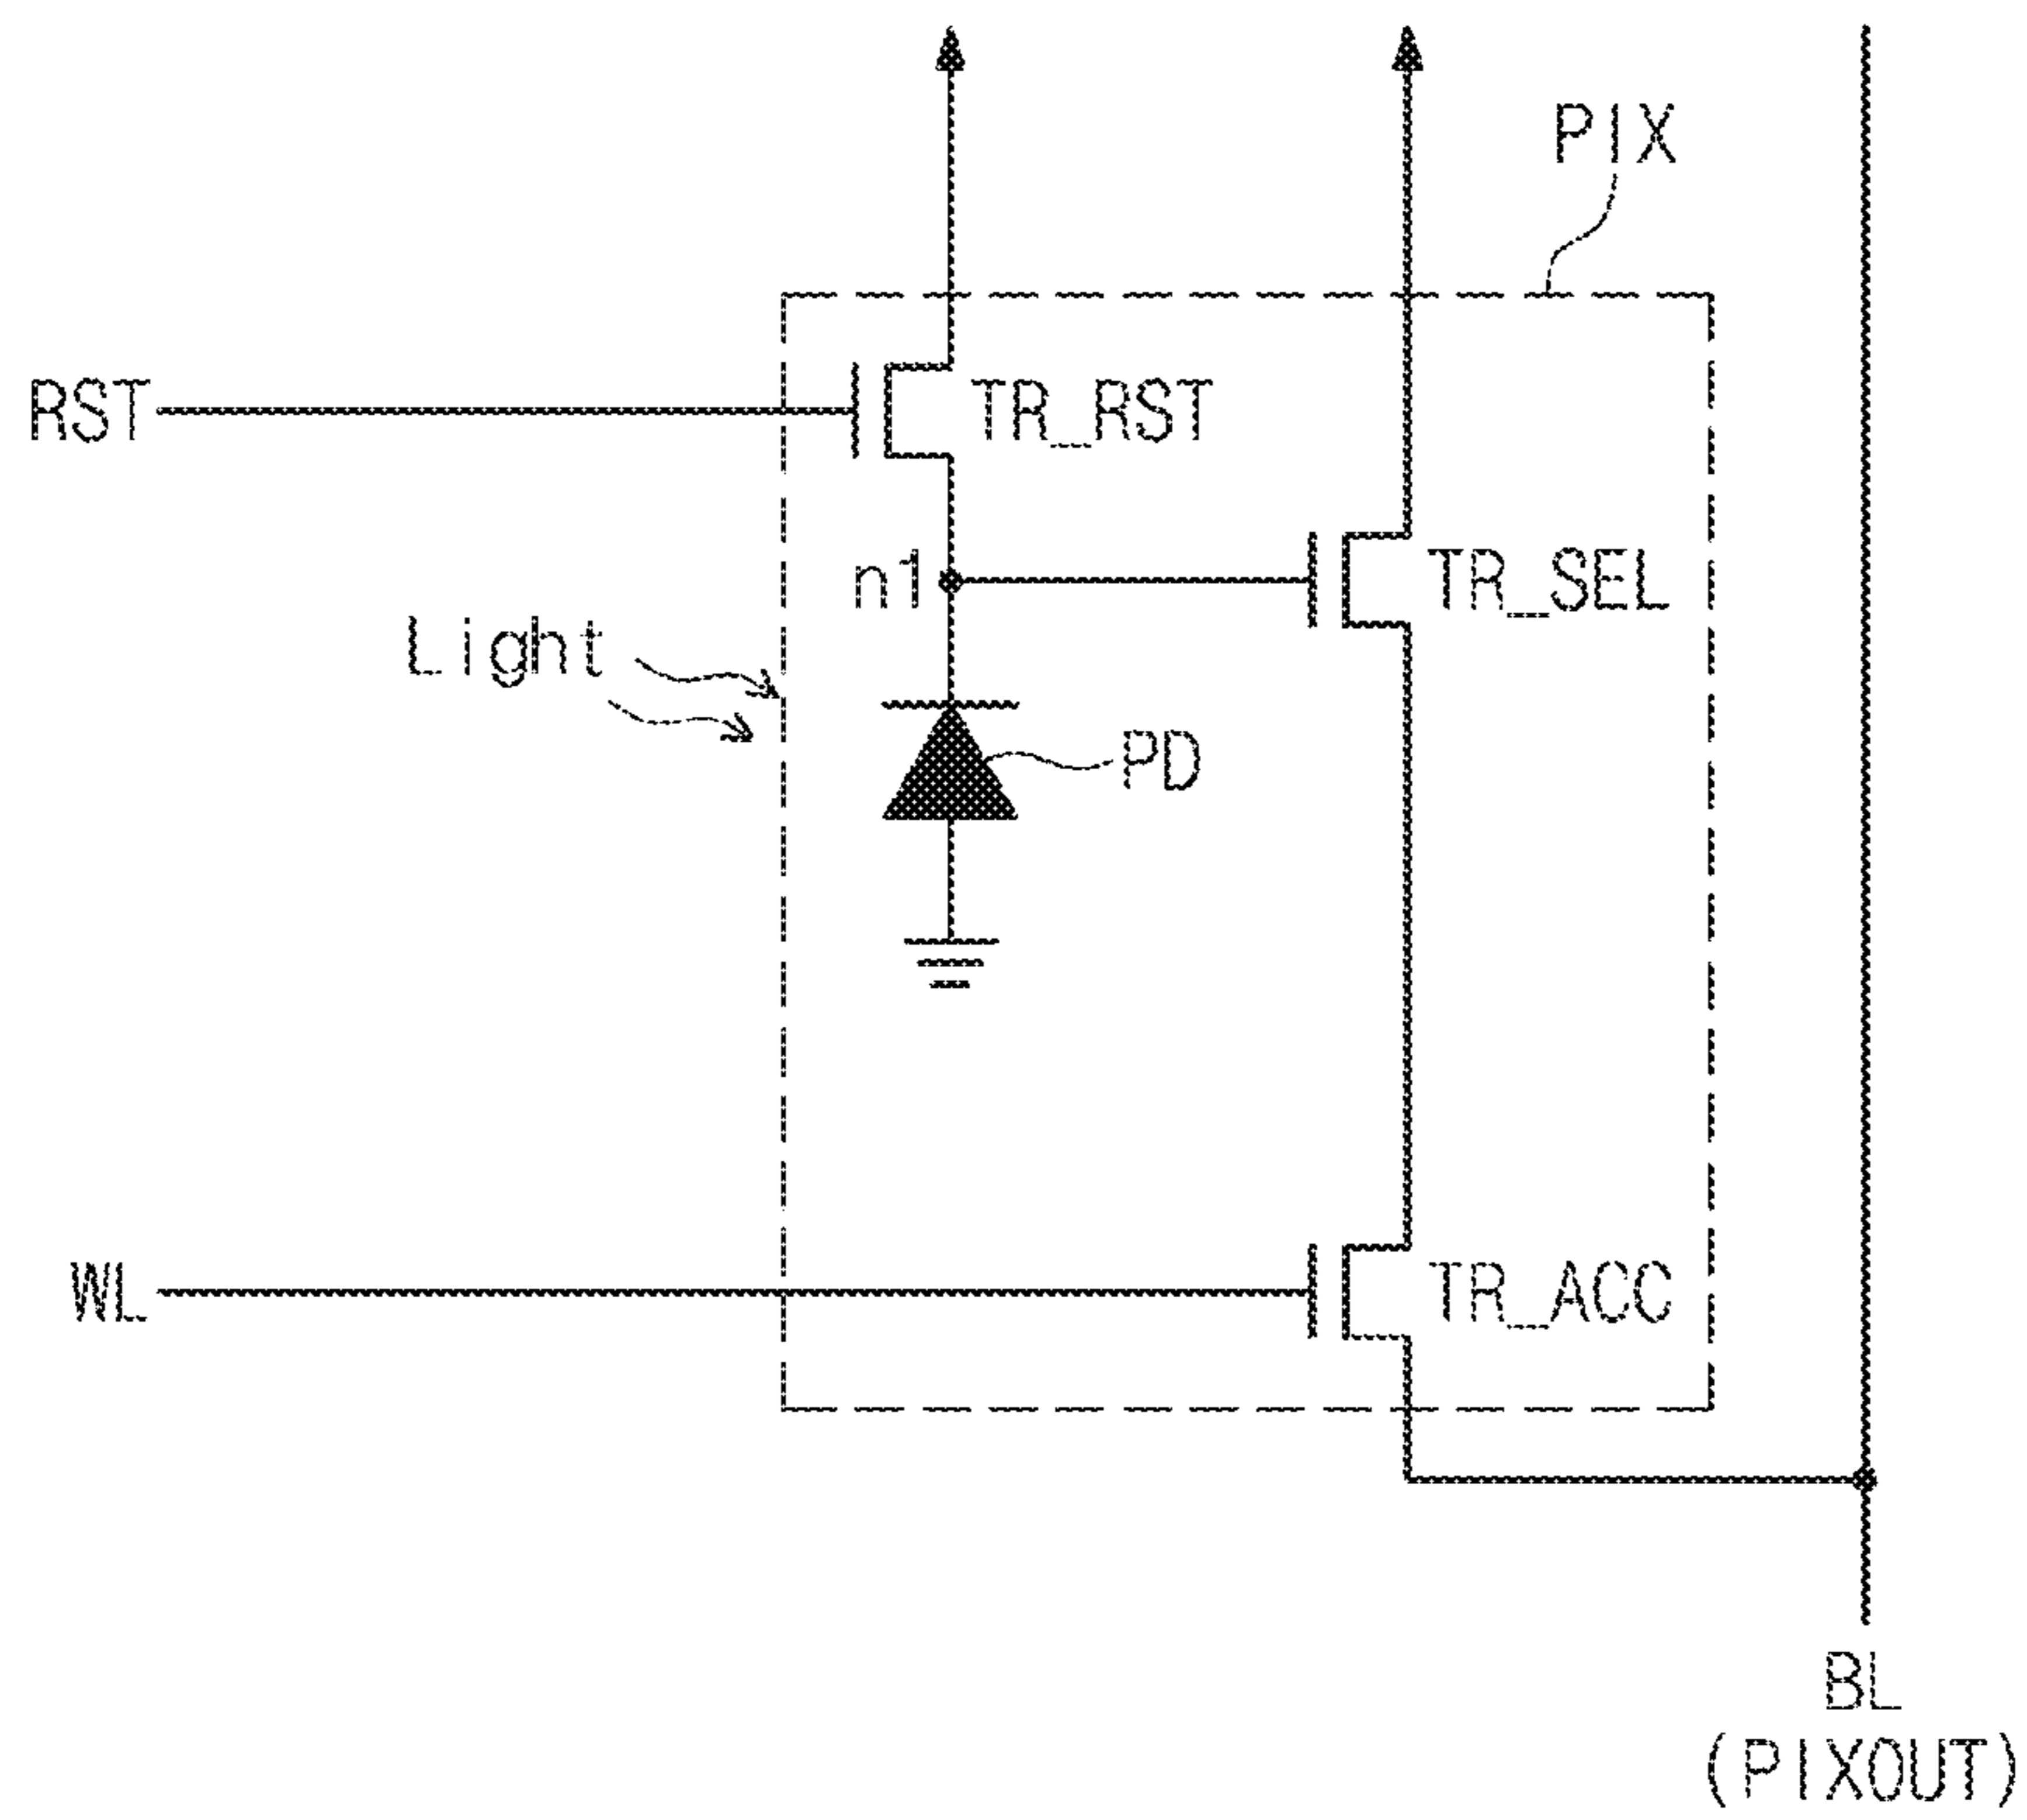 PIX
RST
TR_RST
n1
TR_SEL
Light
PD
WL
TR_ACC
BL
(PIXOUT)